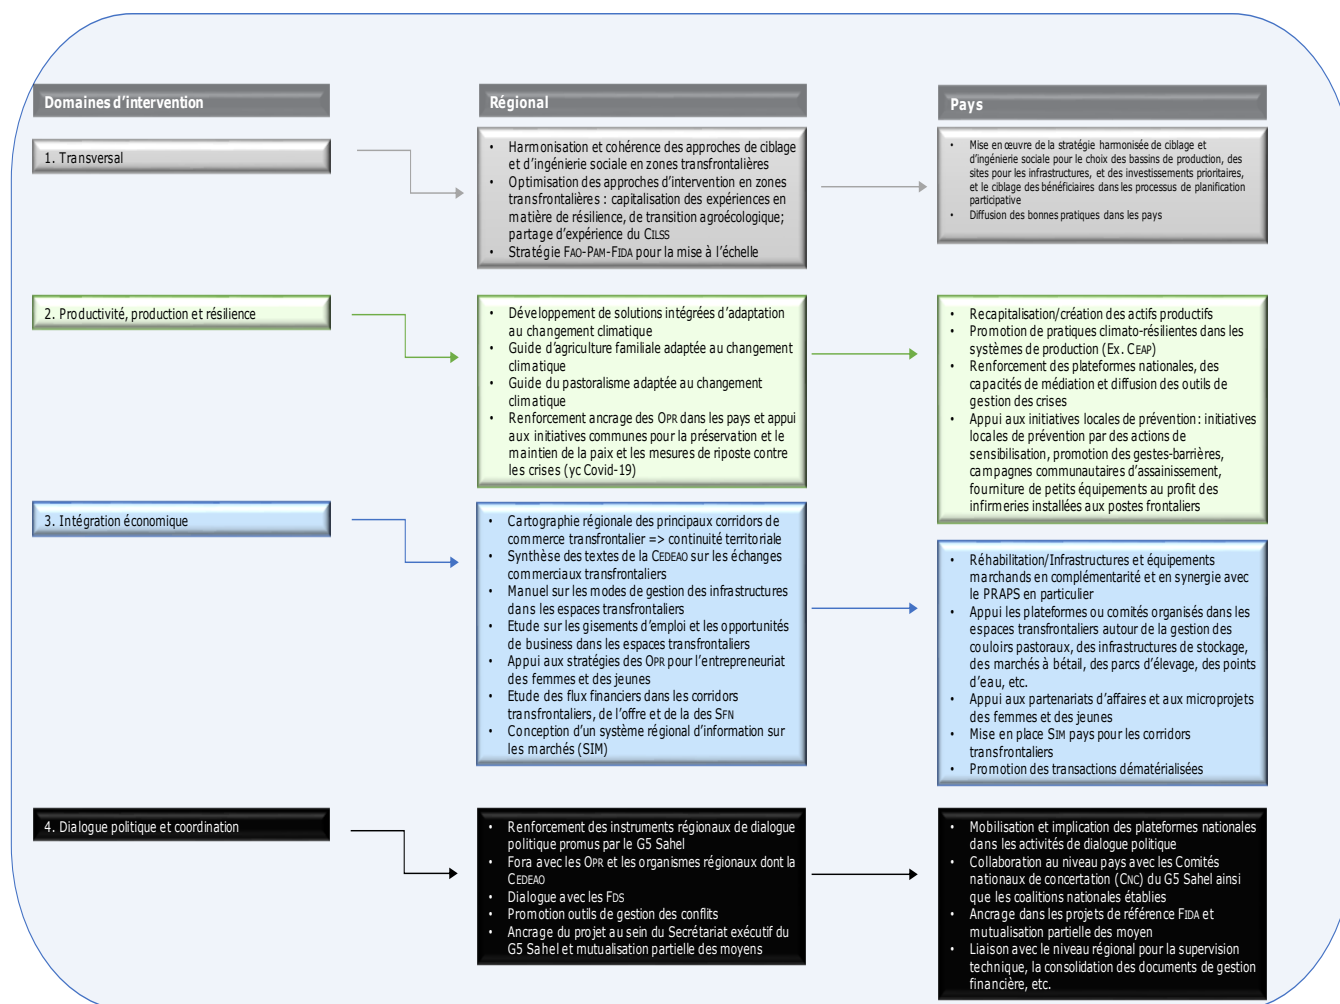 Domaines d’intervention
Régional
Pays
1. Transversal
• Harmonisation et cohérence des approches de ciblage
et d’ingénierie sociale en zones transfrontalières
• Optimisation des approches d’intervention en zones
transfrontalières : capitalisation des expériences en
matière de résilience, de transition agroécologique;
partage d’expérience du CILSS
• Stratégie FAO-PAM-FIDA pour la mise à l’échelle
• Mise en œuvre de la stratégie harmonisée de ciblage et
d’ingénierie sociale pour le choix des bassins de production, des
sites pour les infrastructures, et des investissements prioritaires,
et le ciblage des bénéficiaires dans les processus de planification
participative
• Diffusion des bonnes pratiques dans les pays
2. Productivité, production et résilience
• Développement de solutions intégrées d’adaptation
au changement climatique
• Guide d’agriculture familiale adaptée au changement
climatique
• Guide du pastoralisme adaptée au changement
climatique
• Renforcement ancrage des OPR dans les pays et appui
aux initiatives communes pour la préservation et le
maintien de la paix et les mesures de riposte contre
les crises (yc Covid-19)
• Recapitalisation/création des actifs productifs
• Promotion de pratiques climato-résilientes dans les
systèmes de production (Ex. CEAP)
• Renforcement des plateformes nationales, des
capacités de médiation et diffusion des outils de
gestion des crises
• Appui aux initiatives locales de prévention : initiatives
locales de prévention par des actions de
sensibilisation, promotion des gestes-barrières,
campagnes communautaires d’assainissement,
fourniture de petits équipements au profit des
infirmeries installées aux postes frontaliers
3. Intégration économique
• Cartographie régionale des principaux corridors de
commerce transfrontalier => continuité territoriale
• Synthèse des textes de la CEDEAO sur les échanges
commerciaux transfrontaliers
• Manuel sur les modes de gestion des infrastructures
dans les espaces transfrontaliers
• Etude sur les gisements d’emploi et les opportunités
de business dans les espaces transfrontaliers
• Appui aux stratégies des OPR pour l’entrepreneuriat
des femmes et des jeunes
• Etude des flux financiers dans les corridors
transfrontaliers, de l’offre et de la des SFN
• Conception d’un système régional d’information sur
les marchés (SIM)
• Réhabilitation/Infrastructures et équipements
marchands en complémentarité et en synergie avec
le PRAPS en particulier
• Appui les plateformes ou comités organisés dans les
espaces transfrontaliers autour de la gestion des
couloirs pastoraux, des infrastructures de stockage,
des marchés à bétail, des parcs d’élevage, des points
d’eau, etc.
• Appui aux partenariats d’affaires et aux microprojets
des femmes et des jeunes
• Mise en place SIM pays pour les corridors
transfrontaliers
• Promotion des transactions dématérialisées
4. Dialogue politique et coordination
• Renforcement des instruments régionaux de dialogue
politique promus par le G5 Sahel
• Fora avec les OPR et les organismes régionaux dont la
CEDEAO
• Dialogue avec les FDS
• Promotion outils de gestion des conflits
• Ancrage du projet au sein du Secrétariat exécutif du
G5 Sahel et mutualisation partielle des moyens
• Mobilisation et implication des plateformes nationales
dans les activités de dialogue politique
• Collaboration au niveau pays avec les Comités
nationaux de concertation (CNC) du G5 Sahel ainsi
que les coalitions nationales établies
• Ancrage dans les projets de référence FIDA et
mutualisation partielle des moyen
• Liaison avec le niveau régional pour la supervision
technique, la consolidation des documents de gestion
financière, etc.